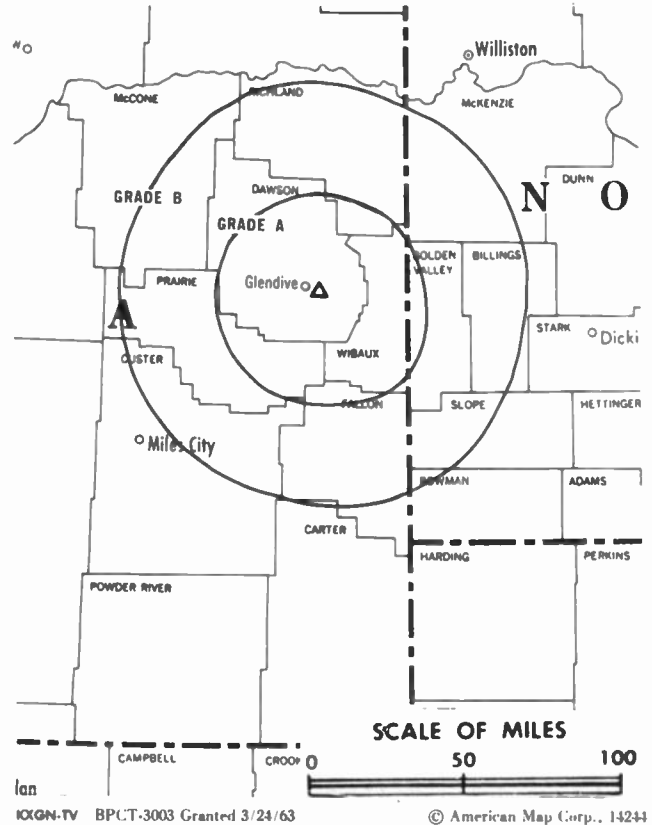 Williston
McCONE
RICHLAND
McKENZIE
GRADE B
DAWSON
DUNN
N O
GRADE A
GOLDEN
VALLEY
BILLINGS
PRAIRIE
Glendive
A
STARK
Dicki
CUSTER
WIBAUX
FALLON
SLOPE
HETTINGER
Miles City
BOWMAN
ADAMS
CARTER
HARDING
PERKINS
POWDER RIVER
SCALE OF MILES
CAMPBELL
CROOK
0 50 100
lan
KXGN-TV BPCT-3003 Granted 3/24/63
© American Map Corp., 14244